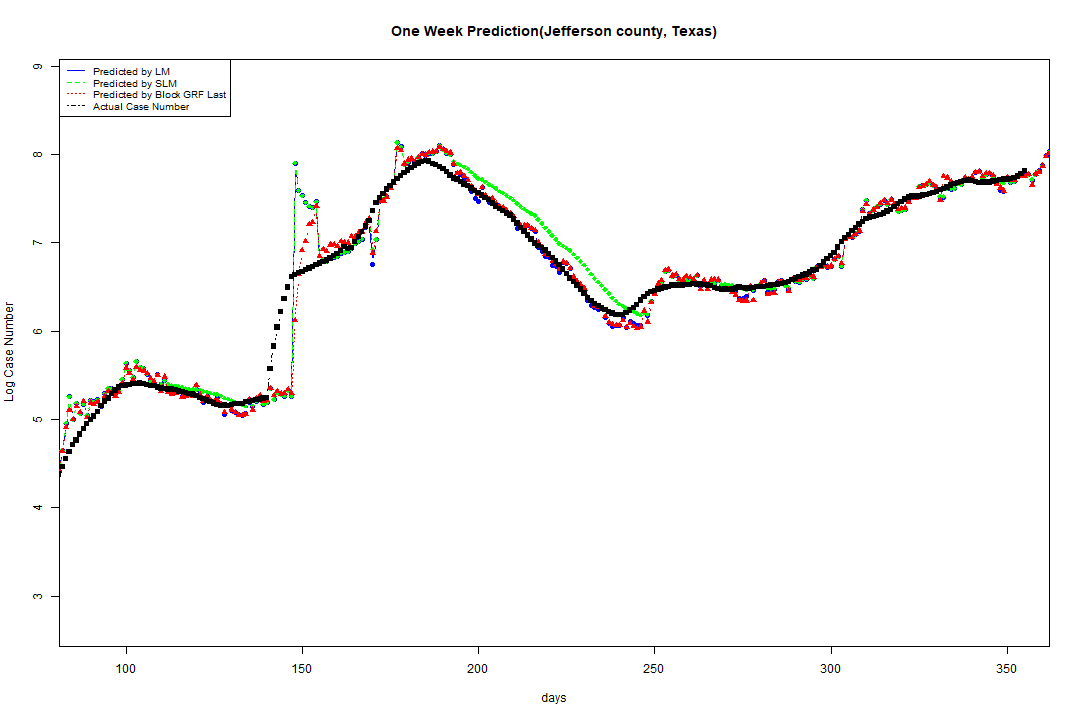 One Week Prediction(Jefferson county, Texas)
Predicted by LM
Predicted by SLM
Predicted by Block GRF Last
Actual Case Number
Log Case Number
9
8
7
6
5
4
3
100 150 200 250 300 350
days